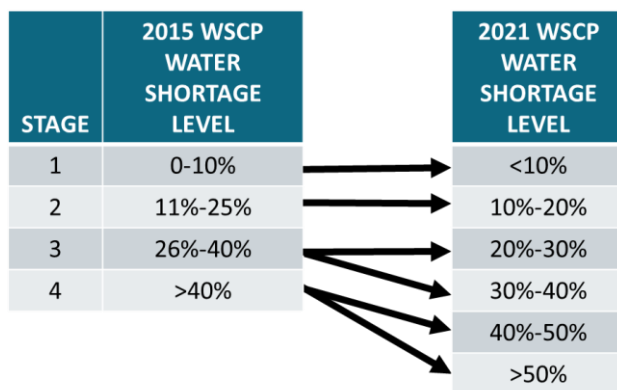 STAGE
2015 WSCP
WATER
SHORTAGE
LEVEL
2021 WSCP
WATER
SHORTAGE
LEVEL
1 0-10% <10%
2 11%-25% 10%-20%
3 26%-40% 20%-30%
4 >40% 30%-40%
40%-50%
>50%